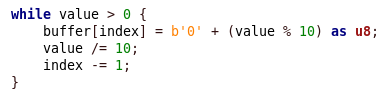 while value > 0 {
    buffer[index] = b'0' + (value % 10) as u8;
    value /= 10;
    index -= 1;
}